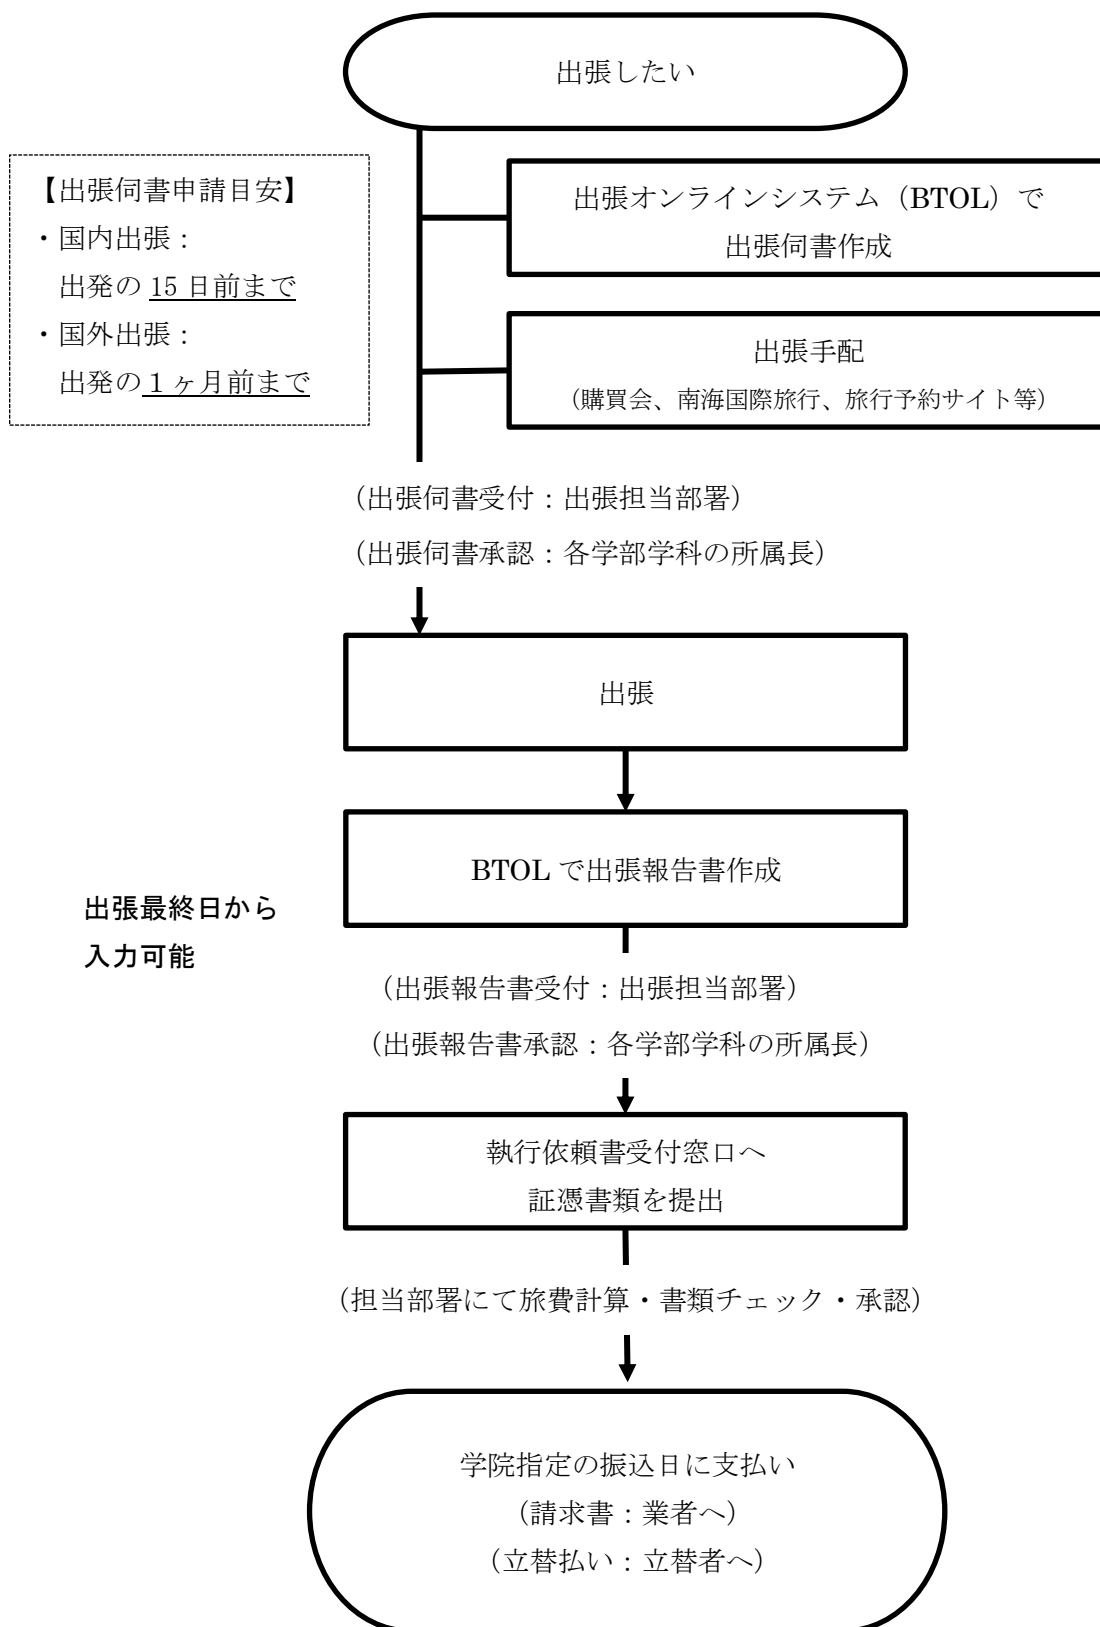 出張したい
【出張伺書申請目安】
・国内出張：
出発の 15 日前まで
・国外出張：
出発の 1 ヶ月前まで
出張オンラインシステム（BTOL）で
出張伺書作成
出張手配
（購買会、南海国際旅行、旅行予約サイト等）
（出張伺書受付：出張担当部署）
（出張伺書承認：各学部学科の所属長）
出張
BTOL で出張報告書作成
出張最終日から
入力可能
（出張報告書受付：出張担当部署）
（出張報告書承認：各学部学科の所属長）
執行依頼書受付窓口へ
証憑書類を提出
（担当部署にて旅費計算・書類チェック・承認）
学院指定の振込日に支払い
（請求書：業者へ）
（立替払い：立替者へ）